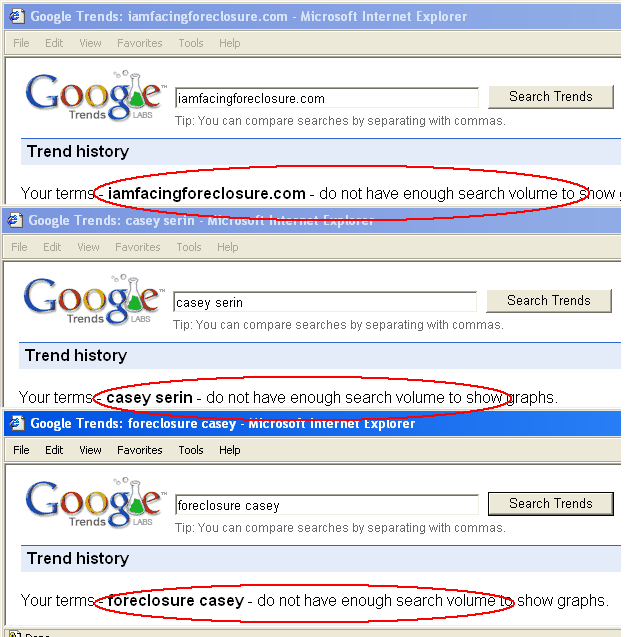 Google Trends: iamfacingforeclosure.com - Microsoft Internet Explorer
File Edit View Favorites Tools Help
Google™
Trends LABS
iamfacingforeclosure.com
Search Trends
Tip: You can compare searches by separating with commas.
Trend history
Your terms - iamfacingforeclosure.com - do not have enough search volume to show g
Google Trends: casey serin - Microsoft Internet Explorer
File Edit View Favorites Tools Help
Google™
Trends LABS
casey serin
Search Trends
Tip: You can compare searches by separating with commas.
Trend history
Your terms - casey serin - do not have enough search volume to show graphs.
Google Trends: foreclosure casey - Microsoft Internet Explorer
File Edit View Favorites Tools Help
Google™
Trends LABS
foreclosure casey
Search Trends
Tip: You can compare searches by separating with commas.
Trend history
Your terms - foreclosure casey - do not have enough search volume to show graphs.